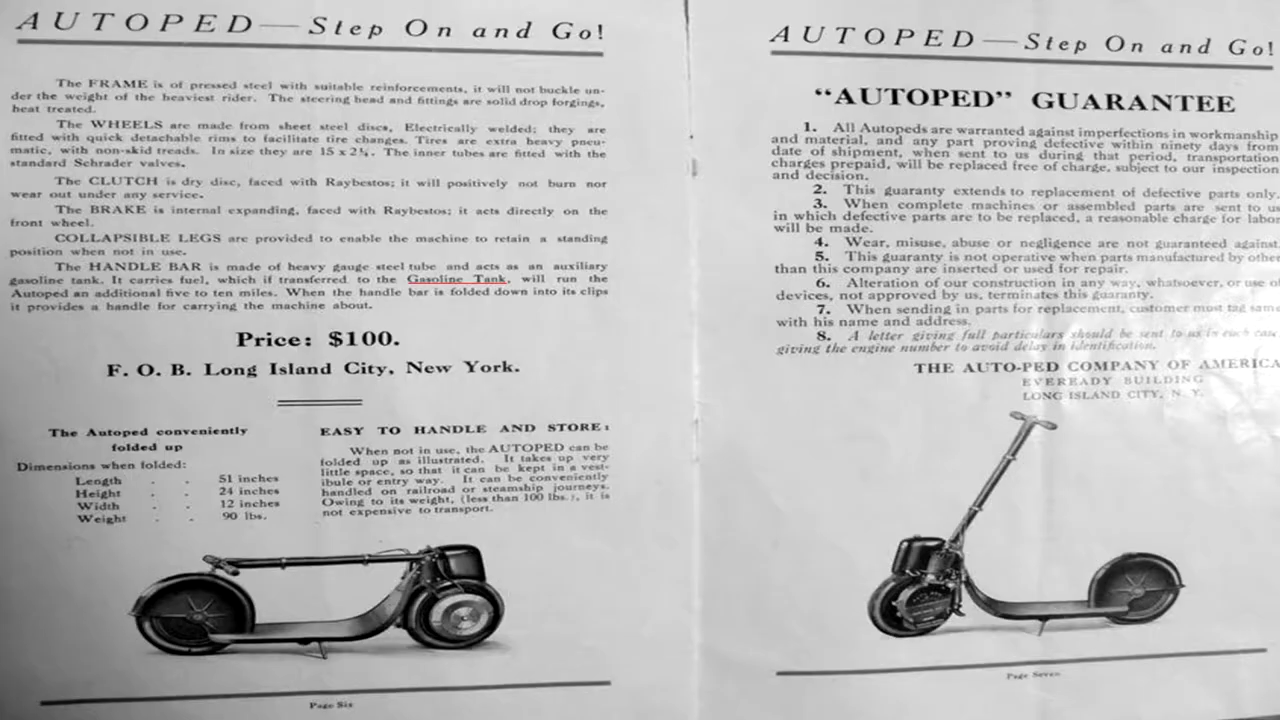 AUTOPED—Step On and Go!
The FRAME is of pressed steel with suitable reinforcements, it will not buckle un-
der the weight of the heaviest rider. The steering head and fittings are solid drop forgings,
heat treated.
The WHEELS are made from sheet steel discs, Electrically welded; they are
fitted with quick detachable rims to facilitate tire changes. Tires are extra heavy pneu-
matic, with non-skid treads. In size they are 15 x 2¼. The inner tubes are fitted with the
standard Schrader valves.
The CLUTCH is dry disc, faced with Raybestos; it will positively not burn nor
wear out under any service.
The BRAKE is internal expanding, faced with Raybestos; it acts directly on the
front wheel.
COLLAPSIBLE LEGS are provided to enable the machine to retain a standing
position when not in use.
The HANDLE BAR is made of heavy gauge steel tube and acts as an auxiliary
gasoline tank. It carries fuel, which if transferred to the Gasoline Tank, will run the
Autoped an additional five to ten miles. When the handle bar is folded down into its clips
it provides a handle for carrying the machine about.
Price: $100.
F. O. B. Long Island City, New York.
The Autoped conveniently
folded up
Dimensions when folded:
Length . . 51 inches
Height . . 24 inches
Width . . 12 inches
Weight . . 90 lbs.
EASY TO HANDLE AND STORE:
When not in use, the AUTOPED can be
folded up as illustrated. It takes up very
little space, so that it can be kept in a vest-
ibule or entry way. It can be conveniently
handled on railroad or steamship journeys.
Owing to its weight, (less than 100 lbs.), it is
not expensive to transport.
Page Six
AUTOPED—Step On and Go!
"AUTOPED" GUARANTEE
1. All Autopeds are warranted against imperfections in workmanship
and material, and any part proving defective within ninety days from
date of shipment, when sent to us during that period, transportation
charges prepaid, will be replaced free of charge, subject to our inspection
and decision.
2. This guaranty extends to replacement of defective parts only.
3. When complete machines or assembled parts are sent to us
in which defective parts are to be replaced, a reasonable charge for labor
will be made.
4. Wear, misuse, abuse or negligence are not guaranteed against.
5. This guaranty is not operative when parts manufactured by other
than this company are inserted or used for repair.
6. Alteration of our construction in any way, whatsoever, or use of
devices, not approved by us, terminates this guaranty.
7. When sending in parts for replacement, customer must tag same
with his name and address.
8. A letter giving full particulars should be sent to us in each case
giving the engine number to avoid delay in identification.
THE AUTO-PED COMPANY OF AMERICA
EVEREADY BUILDING
LONG ISLAND CITY, N. Y.
Page Seven